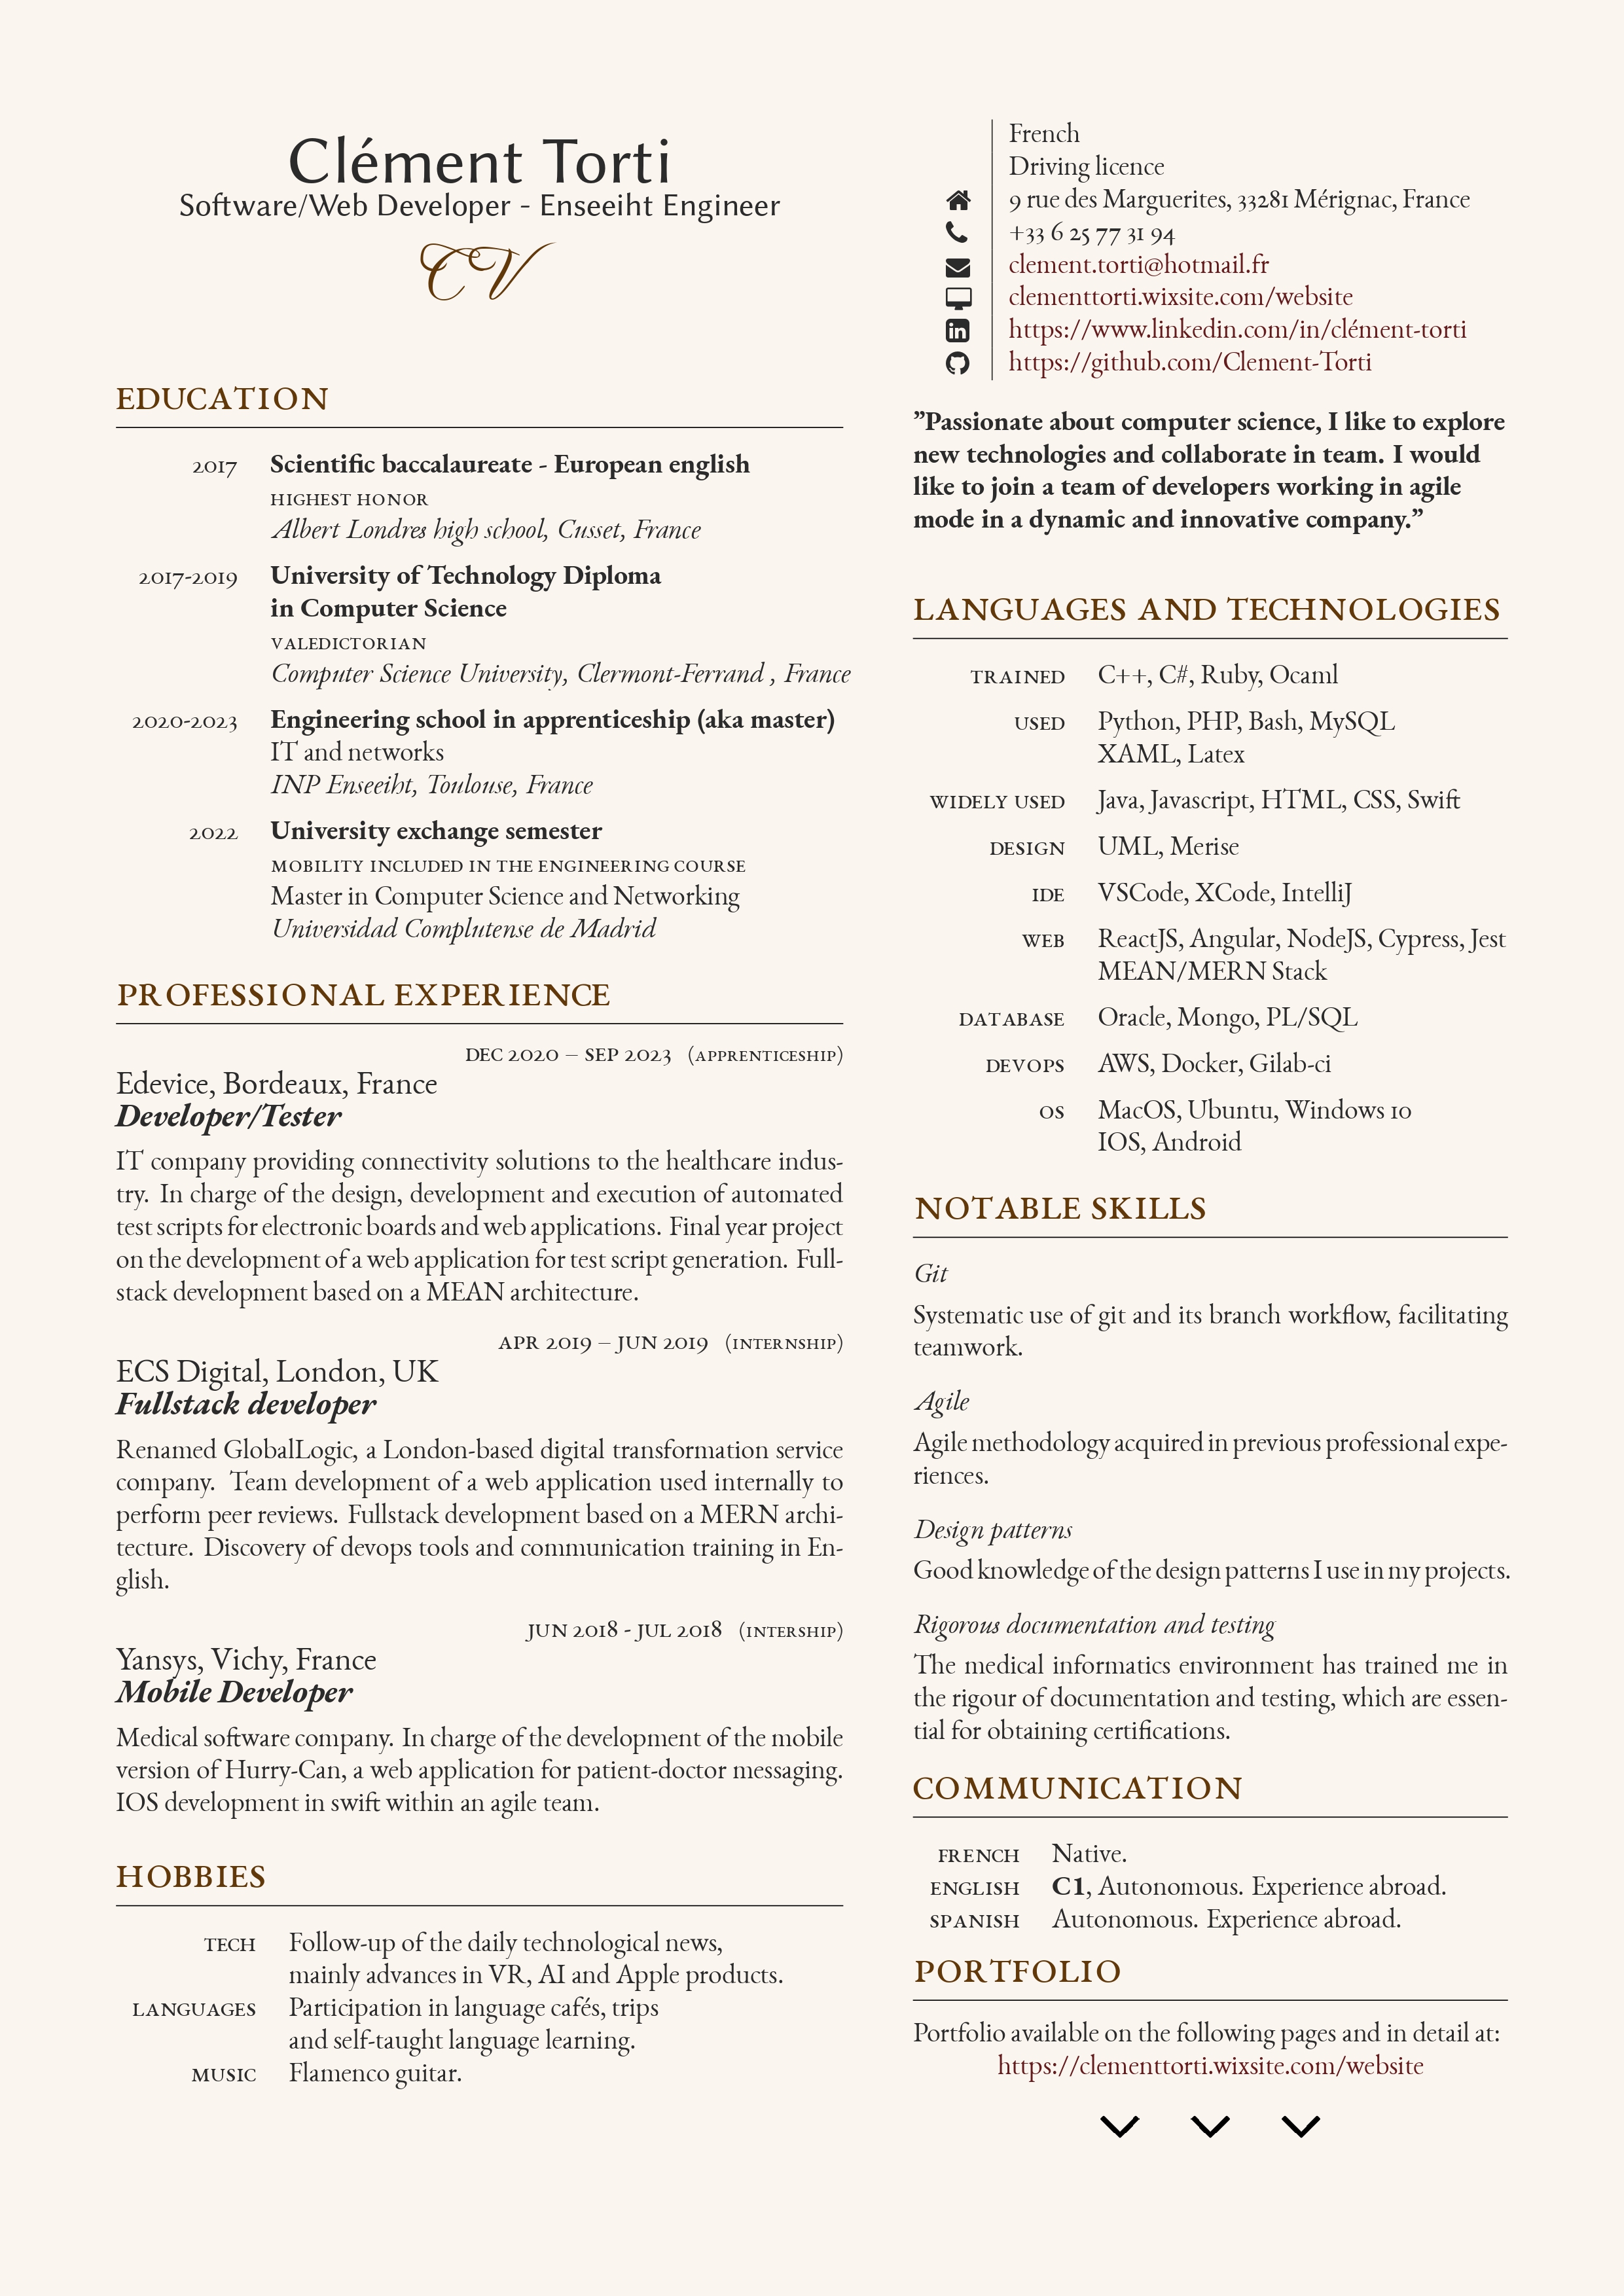 Clément Torti
Software/Web Developer - Enseeiht Engineer
CV
EDUCATION
2017 Scientific baccalaureate - European english
HIGHEST HONOR
Albert Londres high school, Cusset, France
2017-2019 University of Technology Diploma
in Computer Science
VALEDICTORIAN
Computer Science University, Clermont-Ferrand , France
2020-2023 Engineering school in apprenticeship (aka master)
IT and networks
INP Enseeiht, Toulouse, France
2022 University exchange semester
MOBILITY INCLUDED IN THE ENGINEERING COURSE
Master in Computer Science and Networking
Universidad Complutense de Madrid
PROFESSIONAL EXPERIENCE
DEC 2020 – SEP 2023 (APPRENTICESHIP)
Edevice, Bordeaux, France
Developer/Tester
IT company providing connectivity solutions to the healthcare indus-
try. In charge of the design, development and execution of automated
test scripts for electronic boards and web applications. Final year project
on the development of a web application for test script generation. Full-
stack development based on a MEAN architecture.
APR 2019 – JUN 2019 (INTERNSHIP)
ECS Digital, London, UK
Fullstack developer
Renamed GlobalLogic, a London-based digital transformation service
company. Team development of a web application used internally to
perform peer reviews. Fullstack development based on a MERN archi-
tecture. Discovery of devops tools and communication training in En-
glish.
JUN 2018 - JUL 2018 (INTERSHIP)
Yansys, Vichy, France
Mobile Developer
Medical software company. In charge of the development of the mobile
version of Hurry-Can, a web application for patient-doctor messaging.
IOS development in swift within an agile team.
HOBBIES
TECH Follow-up of the daily technological news,
mainly advances in VR, AI and Apple products.
LANGUAGES Participation in language cafés, trips
and self-taught language learning.
MUSIC Flamenco guitar.
French
Driving licence
9 rue des Marguerites, 33281 Mérignac, France
+33 6 25 77 31 94
clement.torti@hotmail.fr
clementtorti.wixsite.com/website
https://www.linkedin.com/in/clément-torti
https://github.com/Clement-Torti
”Passionate about computer science, I like to explore
new technologies and collaborate in team. I would
like to join a team of developers working in agile
mode in a dynamic and innovative company.”
LANGUAGES AND TECHNOLOGIES
TRAINED C++, C#, Ruby, Ocaml
USED Python, PHP, Bash, MySQL
XAML, Latex
WIDELY USED Java, Javascript, HTML, CSS, Swift
DESIGN UML, Merise
IDE VSCode, XCode, IntelliJ
WEB ReactJS, Angular, NodeJS, Cypress, Jest
MEAN/MERN Stack
DATABASE Oracle, Mongo, PL/SQL
DEVOPS AWS, Docker, Gilab-ci
OS MacOS, Ubuntu, Windows 10
IOS, Android
NOTABLE SKILLS
Git
Systematic use of git and its branch workflow, facilitating
teamwork.
Agile
Agile methodology acquired in previous professional expe-
riences.
Design patterns
Good knowledge of the design patterns I use in my projects.
Rigorous documentation and testing
The medical informatics environment has trained me in
the rigour of documentation and testing, which are essen-
tial for obtaining certifications.
COMMUNICATION
FRENCH Native.
ENGLISH C1, Autonomous. Experience abroad.
SPANISH Autonomous. Experience abroad.
PORTFOLIO
Portfolio available on the following pages and in detail at:
https://clementtorti.wixsite.com/website